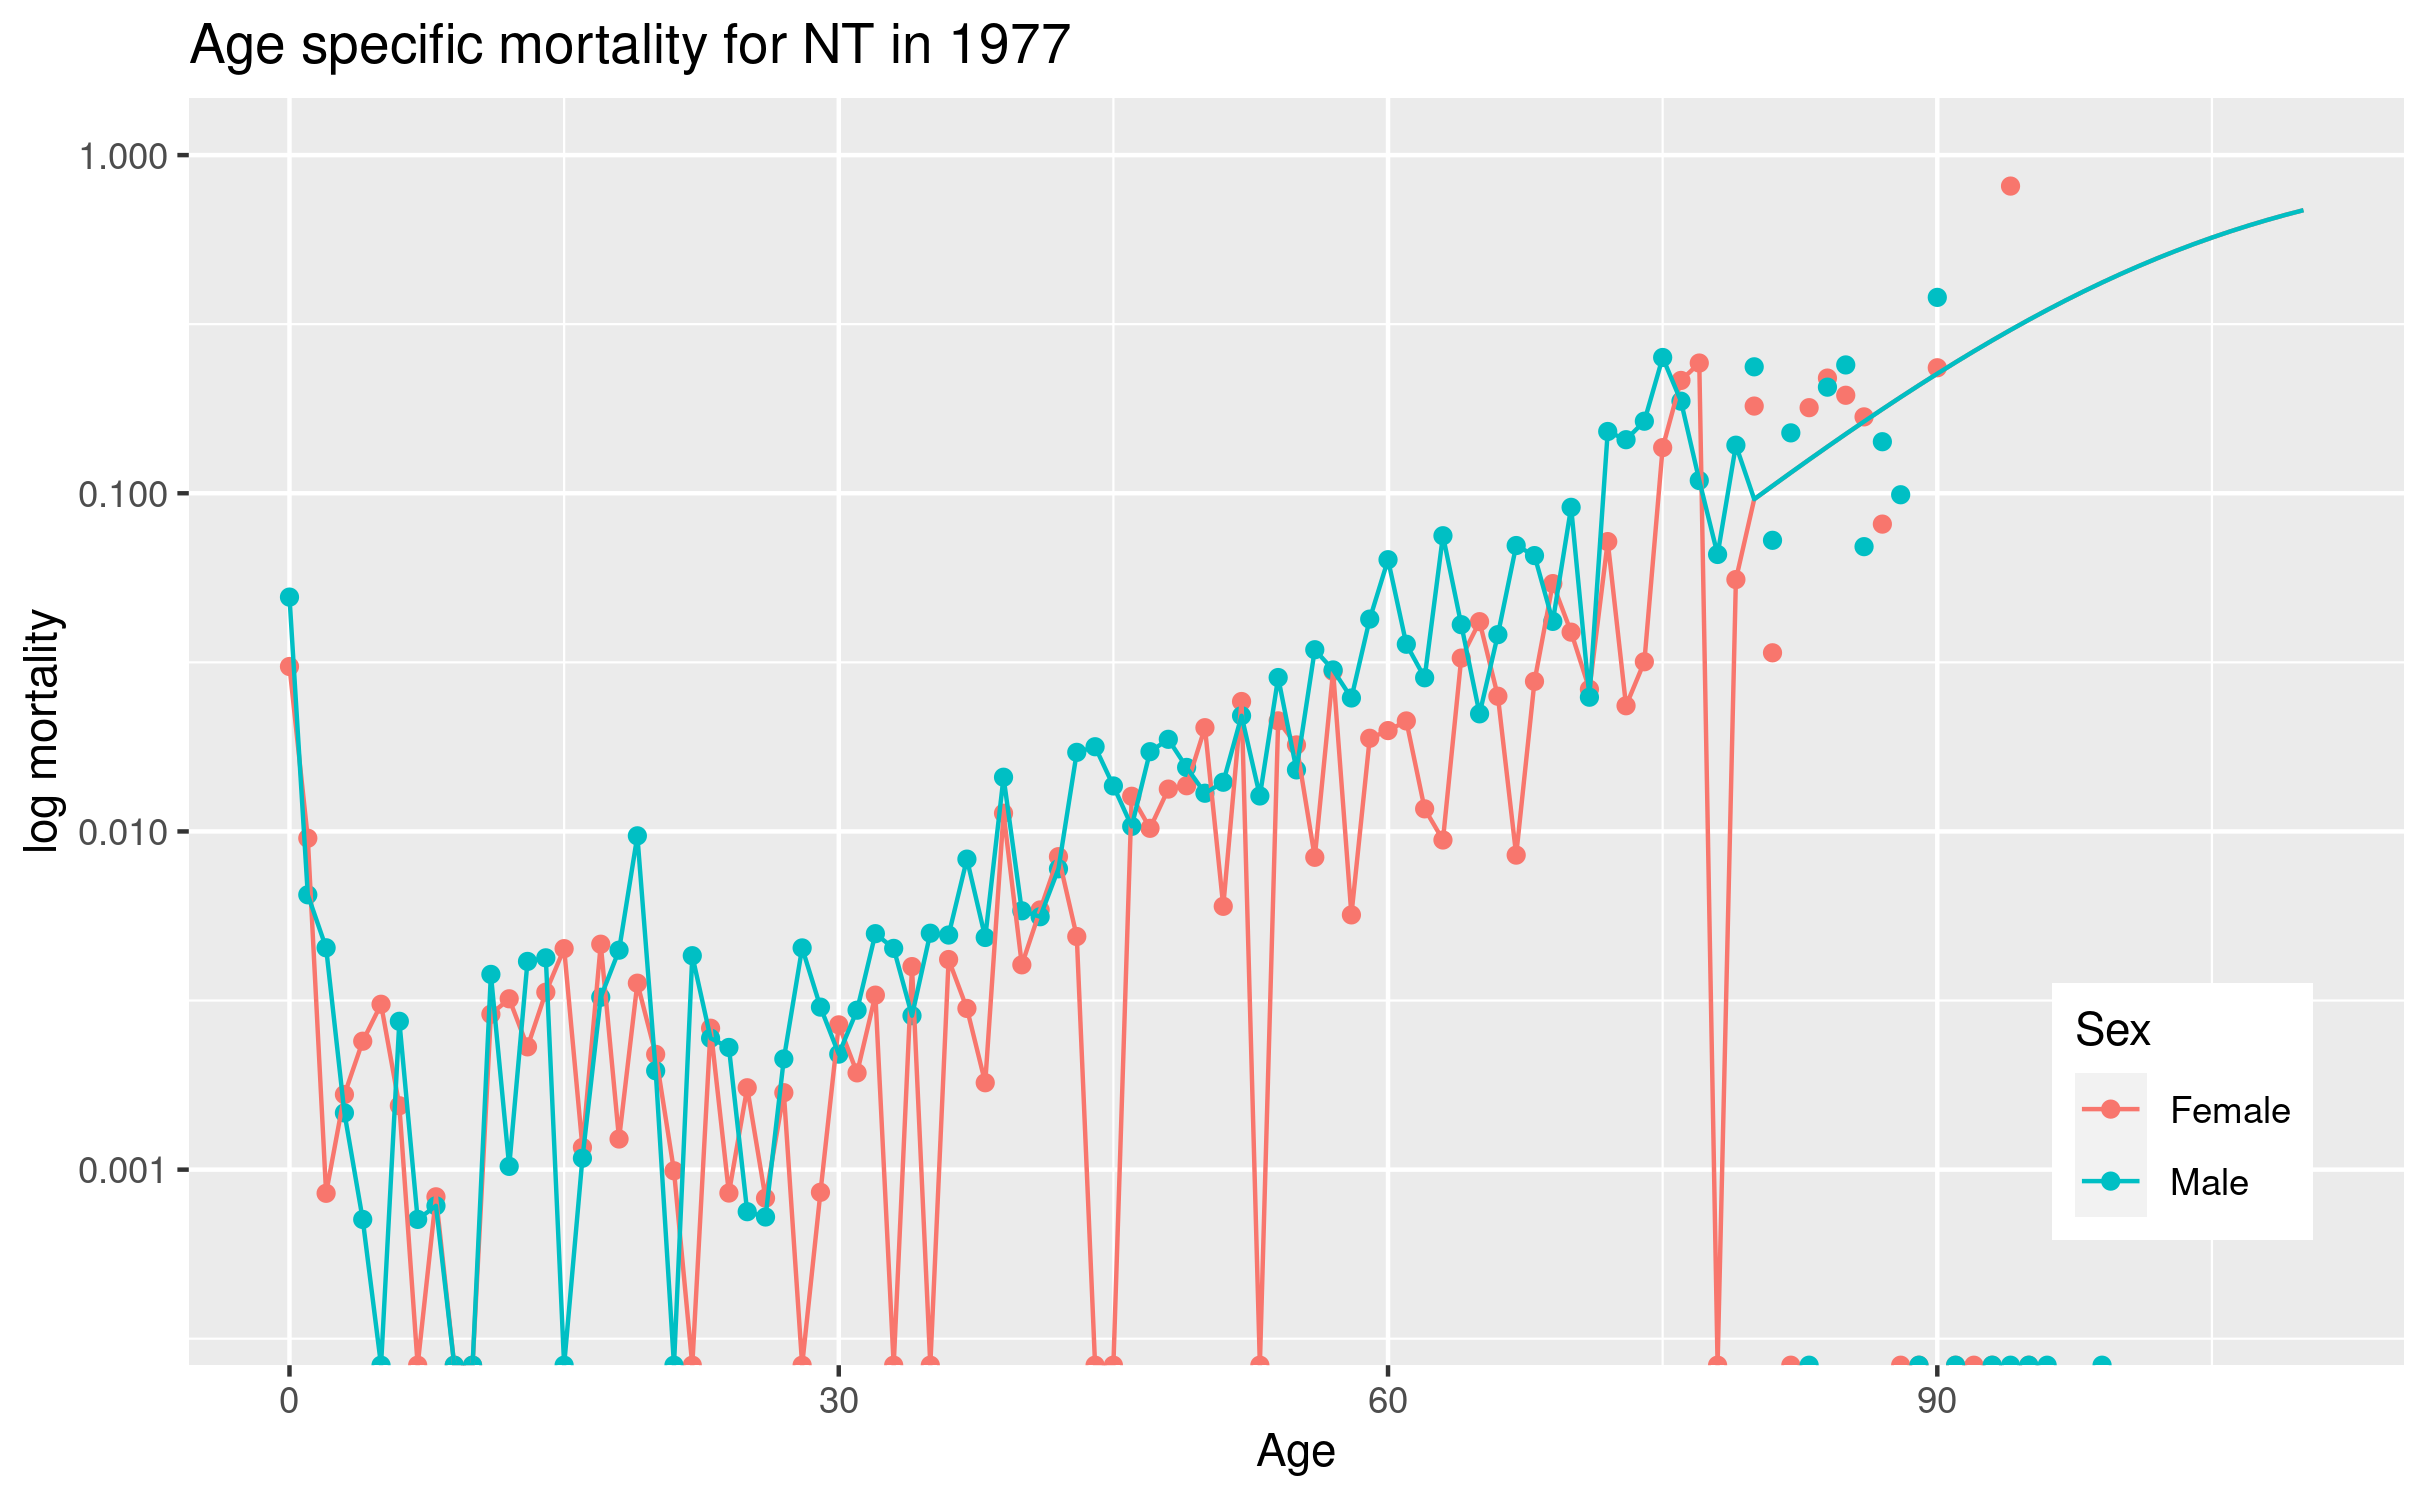 Age specific mortality for NT in 1977
log mortality
1.000
0.100
0.010
0.001
0
30
60
90
Age
Sex
Female
Male